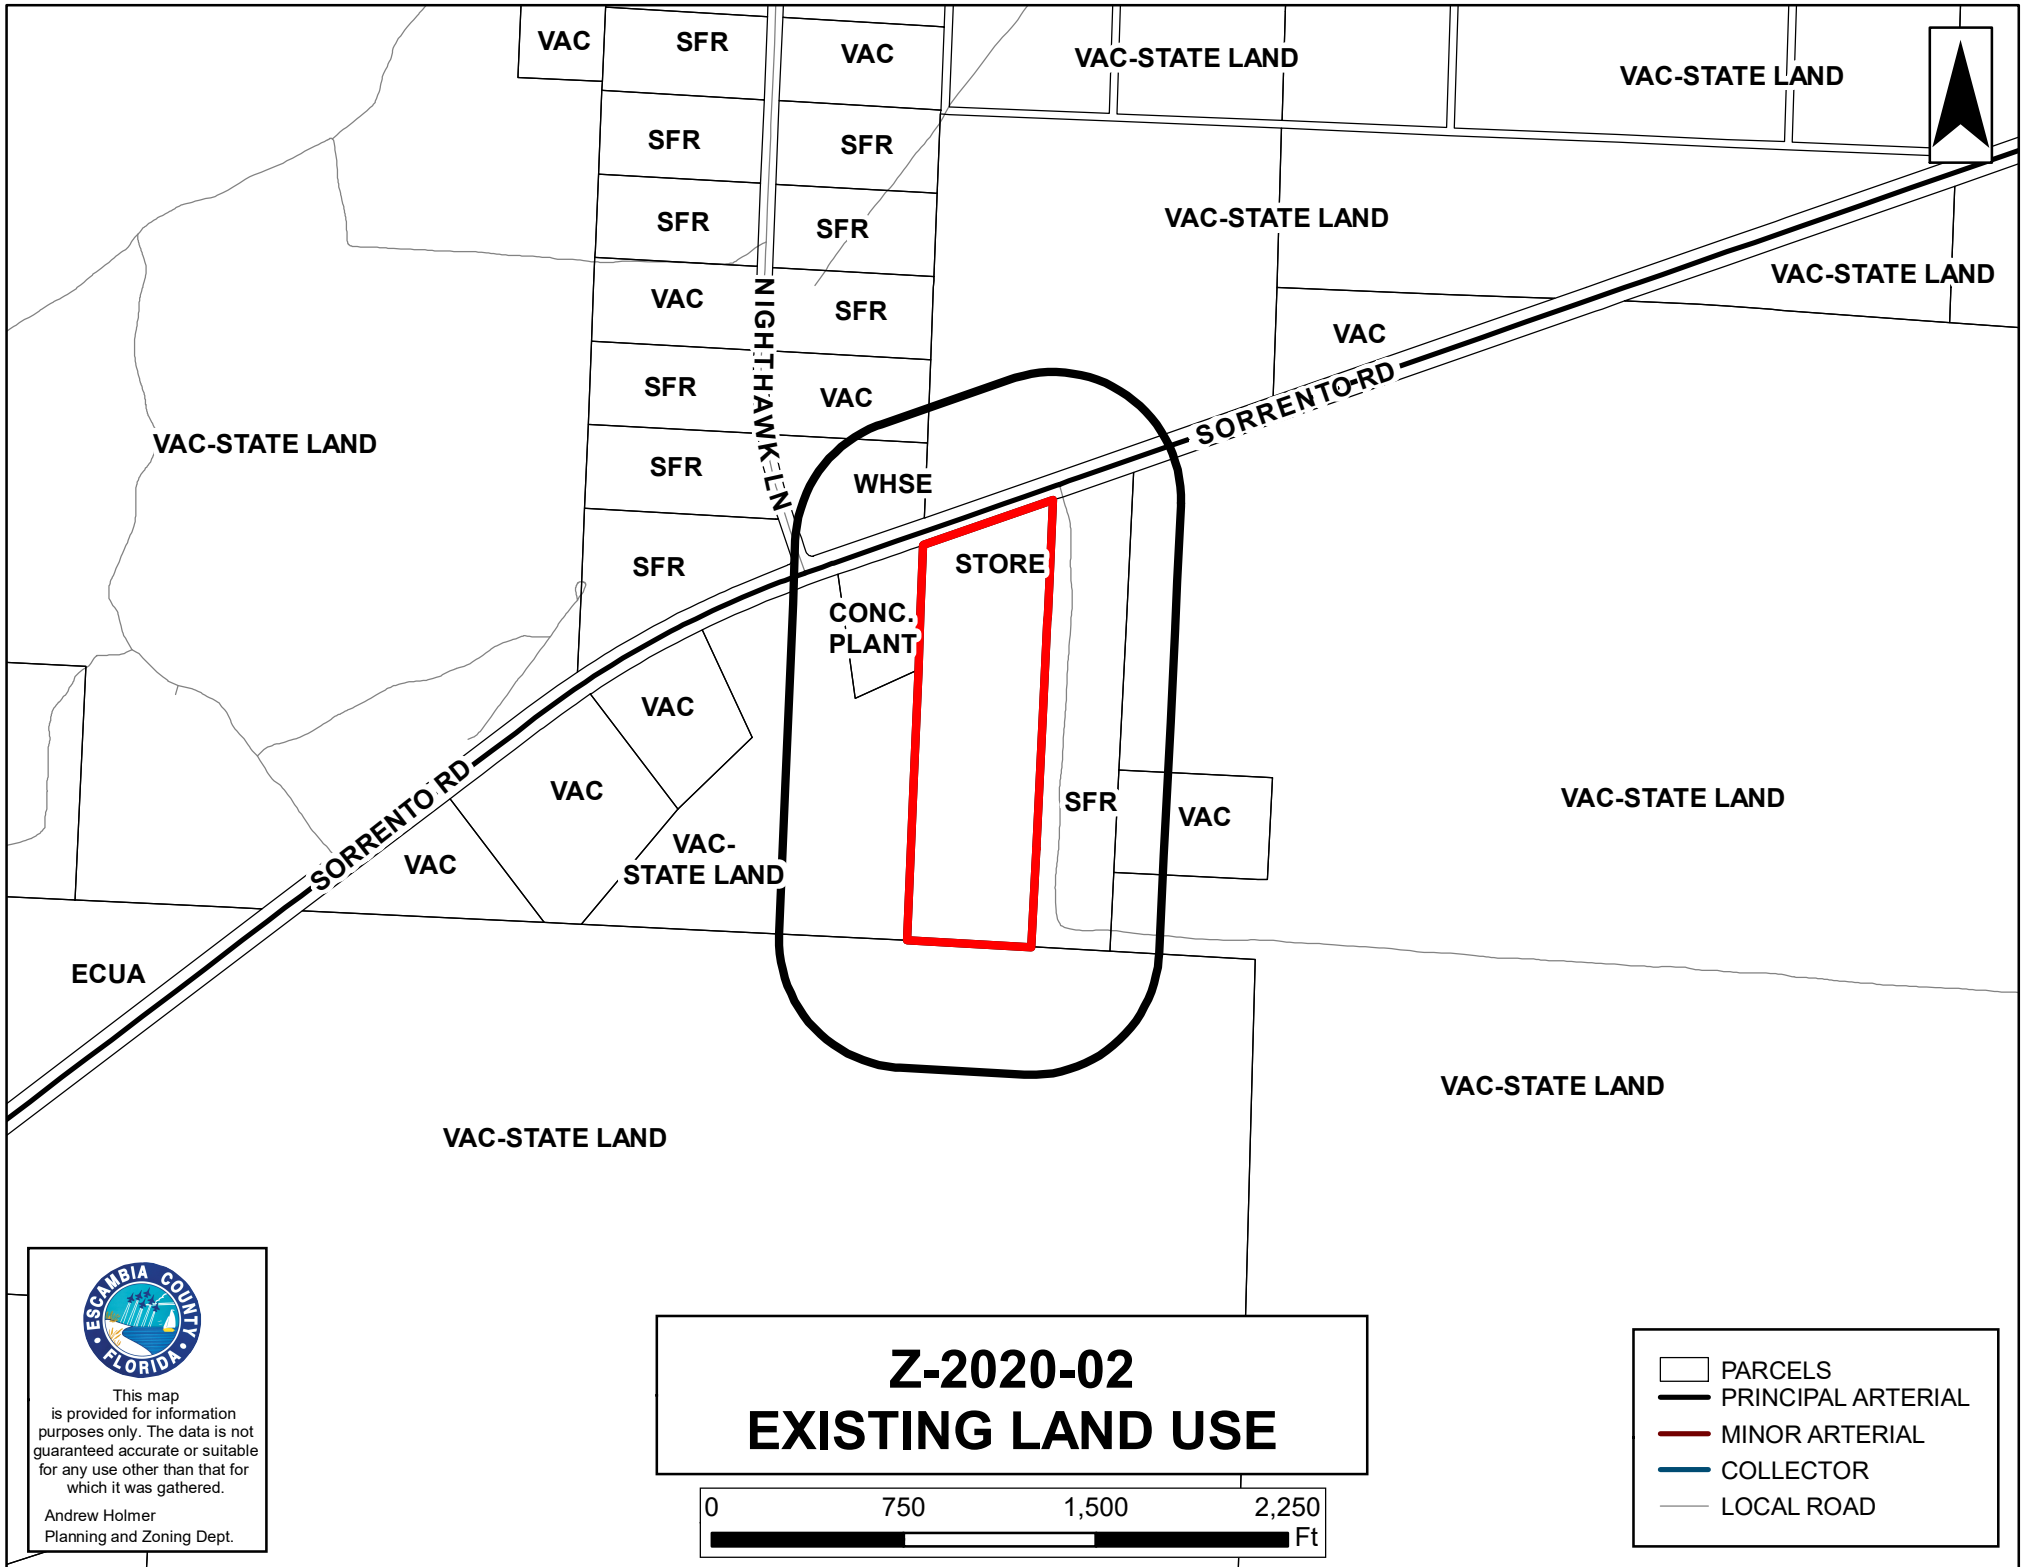 VAC
SFR
VAC
VAC-STATE LAND
VAC-STATE LAND
SFR
SFR
SFR
SFR
VAC-STATE LAND
VAC-STATE LAND
VAC
SFR
VAC
NIGHTHAWK LN
SFR
VAC
SORRENTO RD
VAC-STATE LAND
SFR
WHSE
SFR
STORE
CONC.
PLANT
VAC
SORRENTO RD
VAC
VAC
VAC-
STATE LAND
SFR
VAC
VAC-STATE LAND
ECUA
VAC-STATE LAND
VAC-STATE LAND
ESCAMBIA COUNTY
FLORIDA
This map
is provided for information
purposes only. The data is not
guaranteed accurate or suitable
for any use other than that for
which it was gathered.
Andrew Holmer
Planning and Zoning Dept.
Z-2020-02
EXISTING LAND USE
0 750 1,500 2,250
Ft
PARCELS
PRINCIPAL ARTERIAL
MINOR ARTERIAL
COLLECTOR
LOCAL ROAD